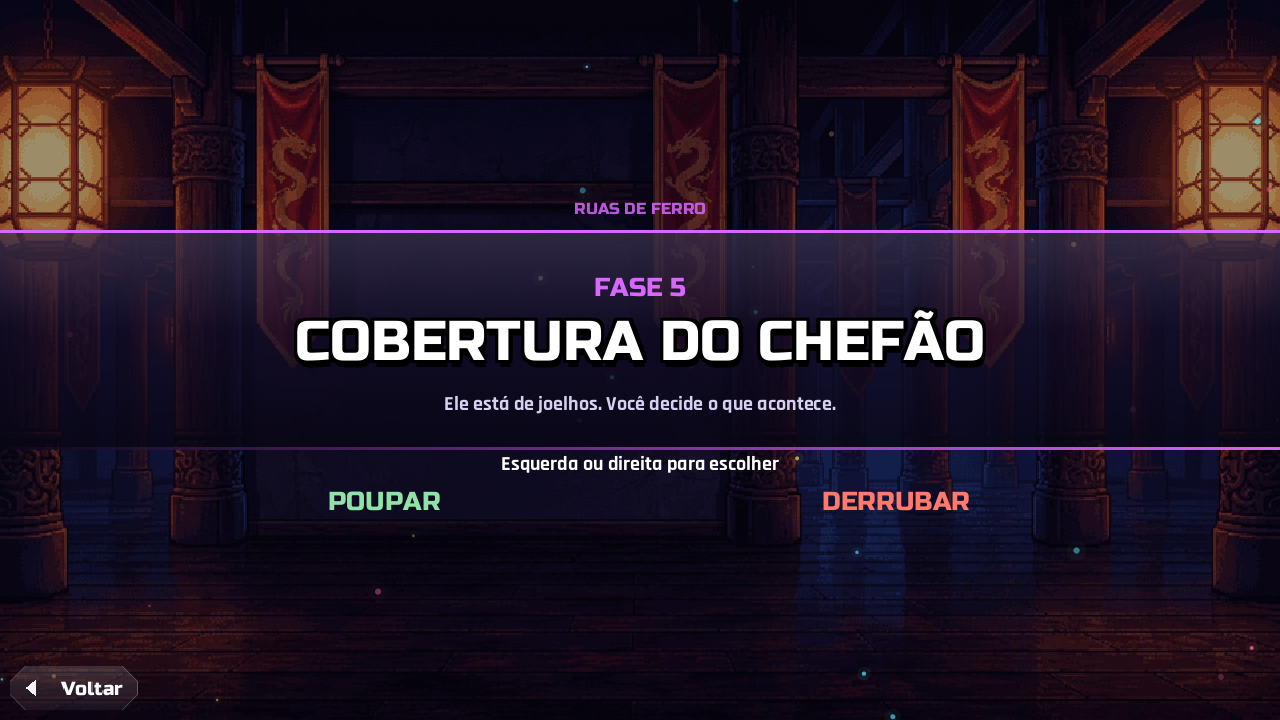 RUAS DE FERRO
FASE 5
COBERTURA DO CHEFÃO
Ele está de joelhos. Você decide o que acontece.
Esquerda ou direita para escolher
POUPAR
DERRUBAR
Voltar